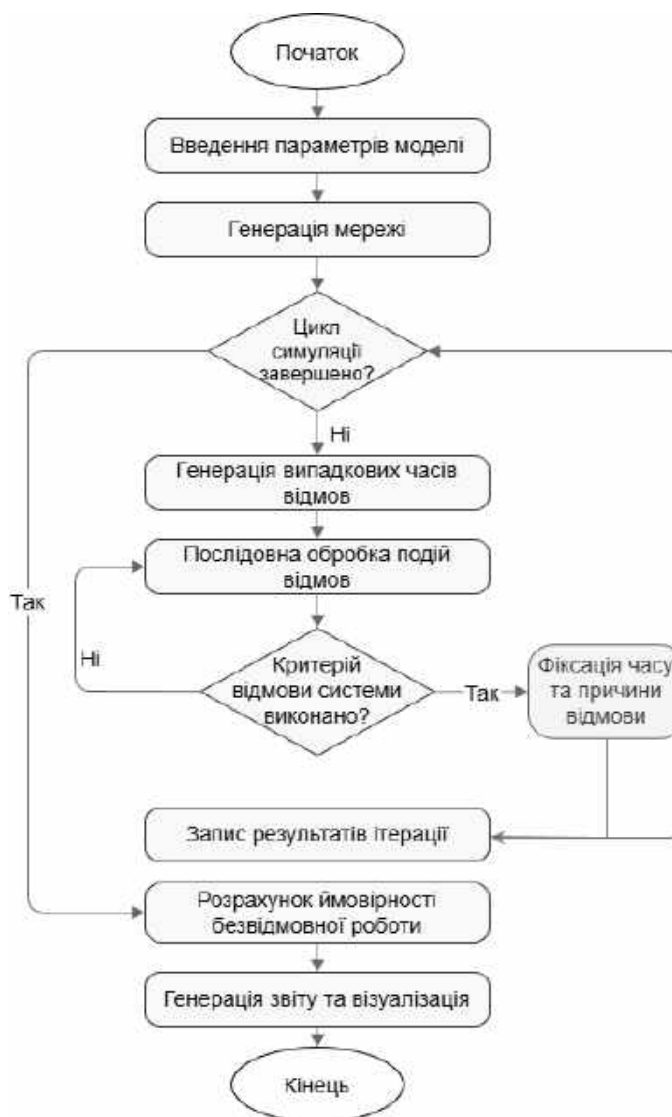 Початок
Введення параметрів моделі
Генерація мережі
Цикл
симуляції
завершено?
Ні
Генерація випадкових часів
відмов
Послідовна обробка подій
відмов
Так
Ні
Критерій
відмови системи
виконано?
Так
Фіксація часу
та причини
відмови
Запис результатів ітерації
Розрахунок ймовірності
безвідмовної роботи
Генерація звіту та візуалізація
Кінець